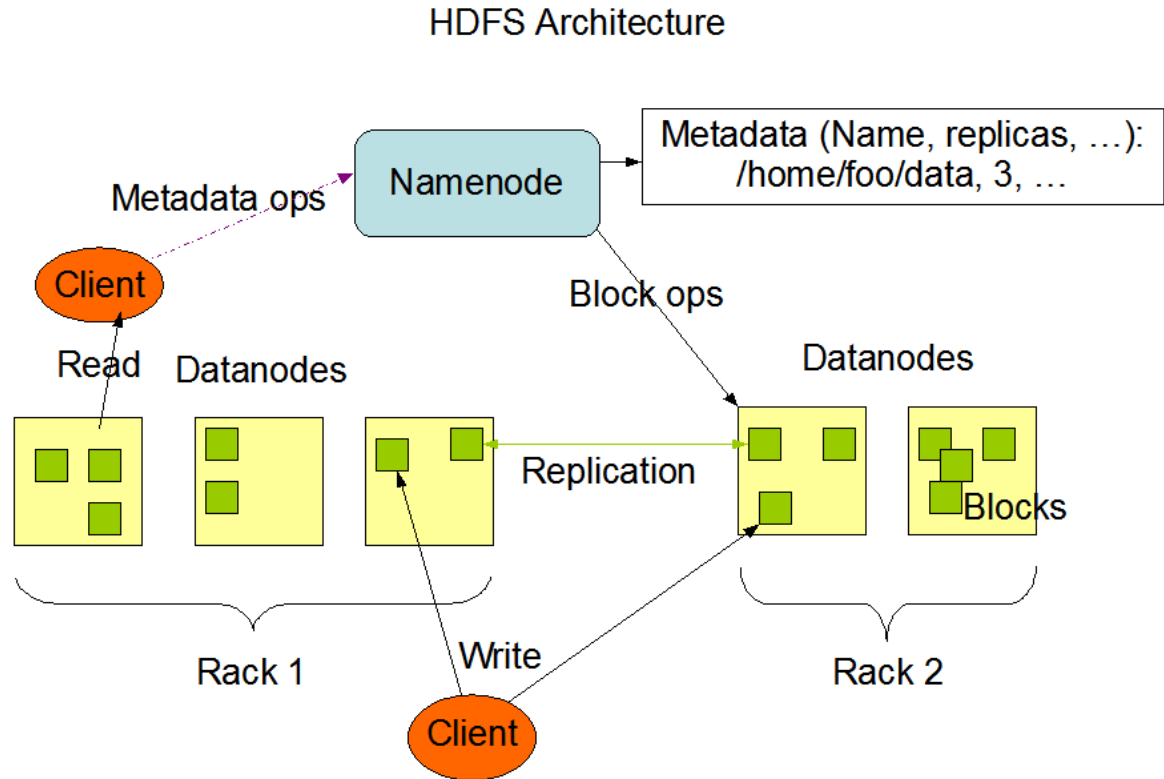 HDFS Architecture
Metadata (Name, replicas, …):
/home/foo/data, 3, …
Namenode
Metadata ops
Client
Block ops
Read
Datanodes
Datanodes
Replication
Blocks
Rack 1
Write
Rack 2
Client